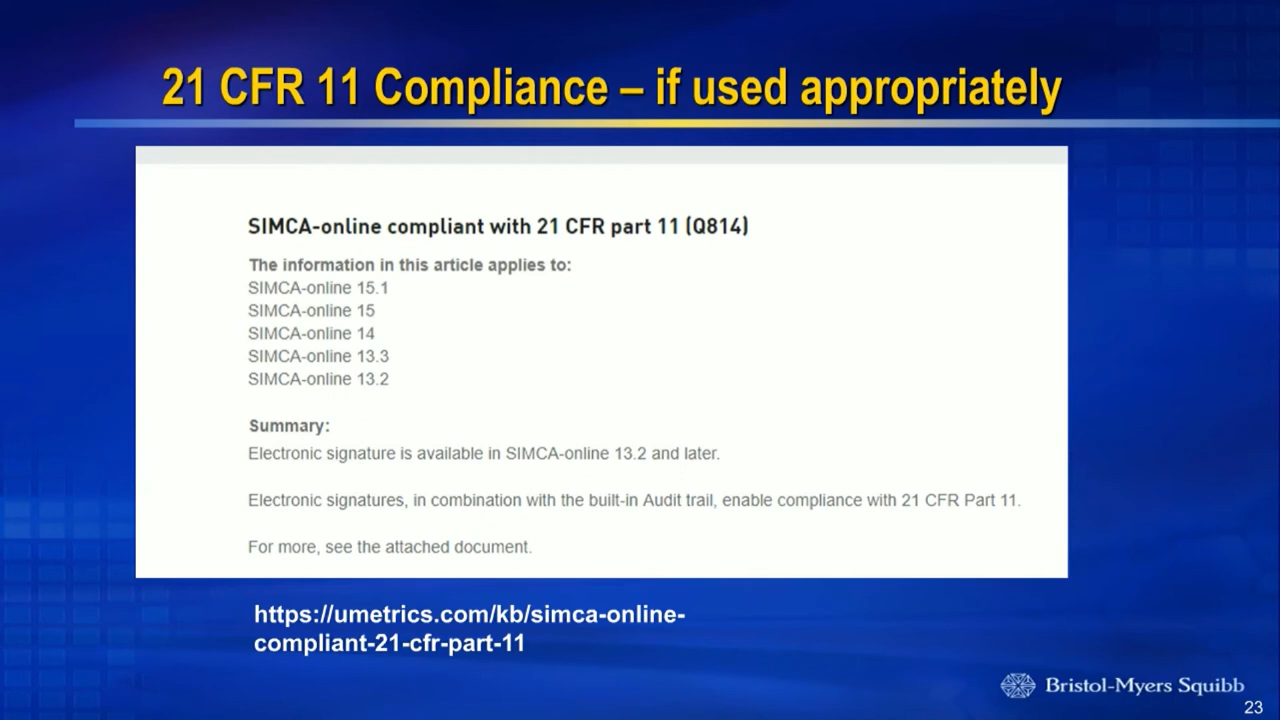 21 CFR 11 Compliance – if used appropriately
SIMCA-online compliant with 21 CFR part 11 (Q814)
The information in this article applies to:
SIMCA-online 15.1
SIMCA-online 15
SIMCA-online 14
SIMCA-online 13.3
SIMCA-online 13.2
Summary:
Electronic signature is available in SIMCA-online 13.2 and later.
Electronic signatures, in combination with the built-in Audit trail, enable compliance with 21 CFR Part 11.
For more, see the attached document.
https://umetrics.com/kb/simca-online-
compliant-21-cfr-part-11
Bristol-Myers Squibb
23